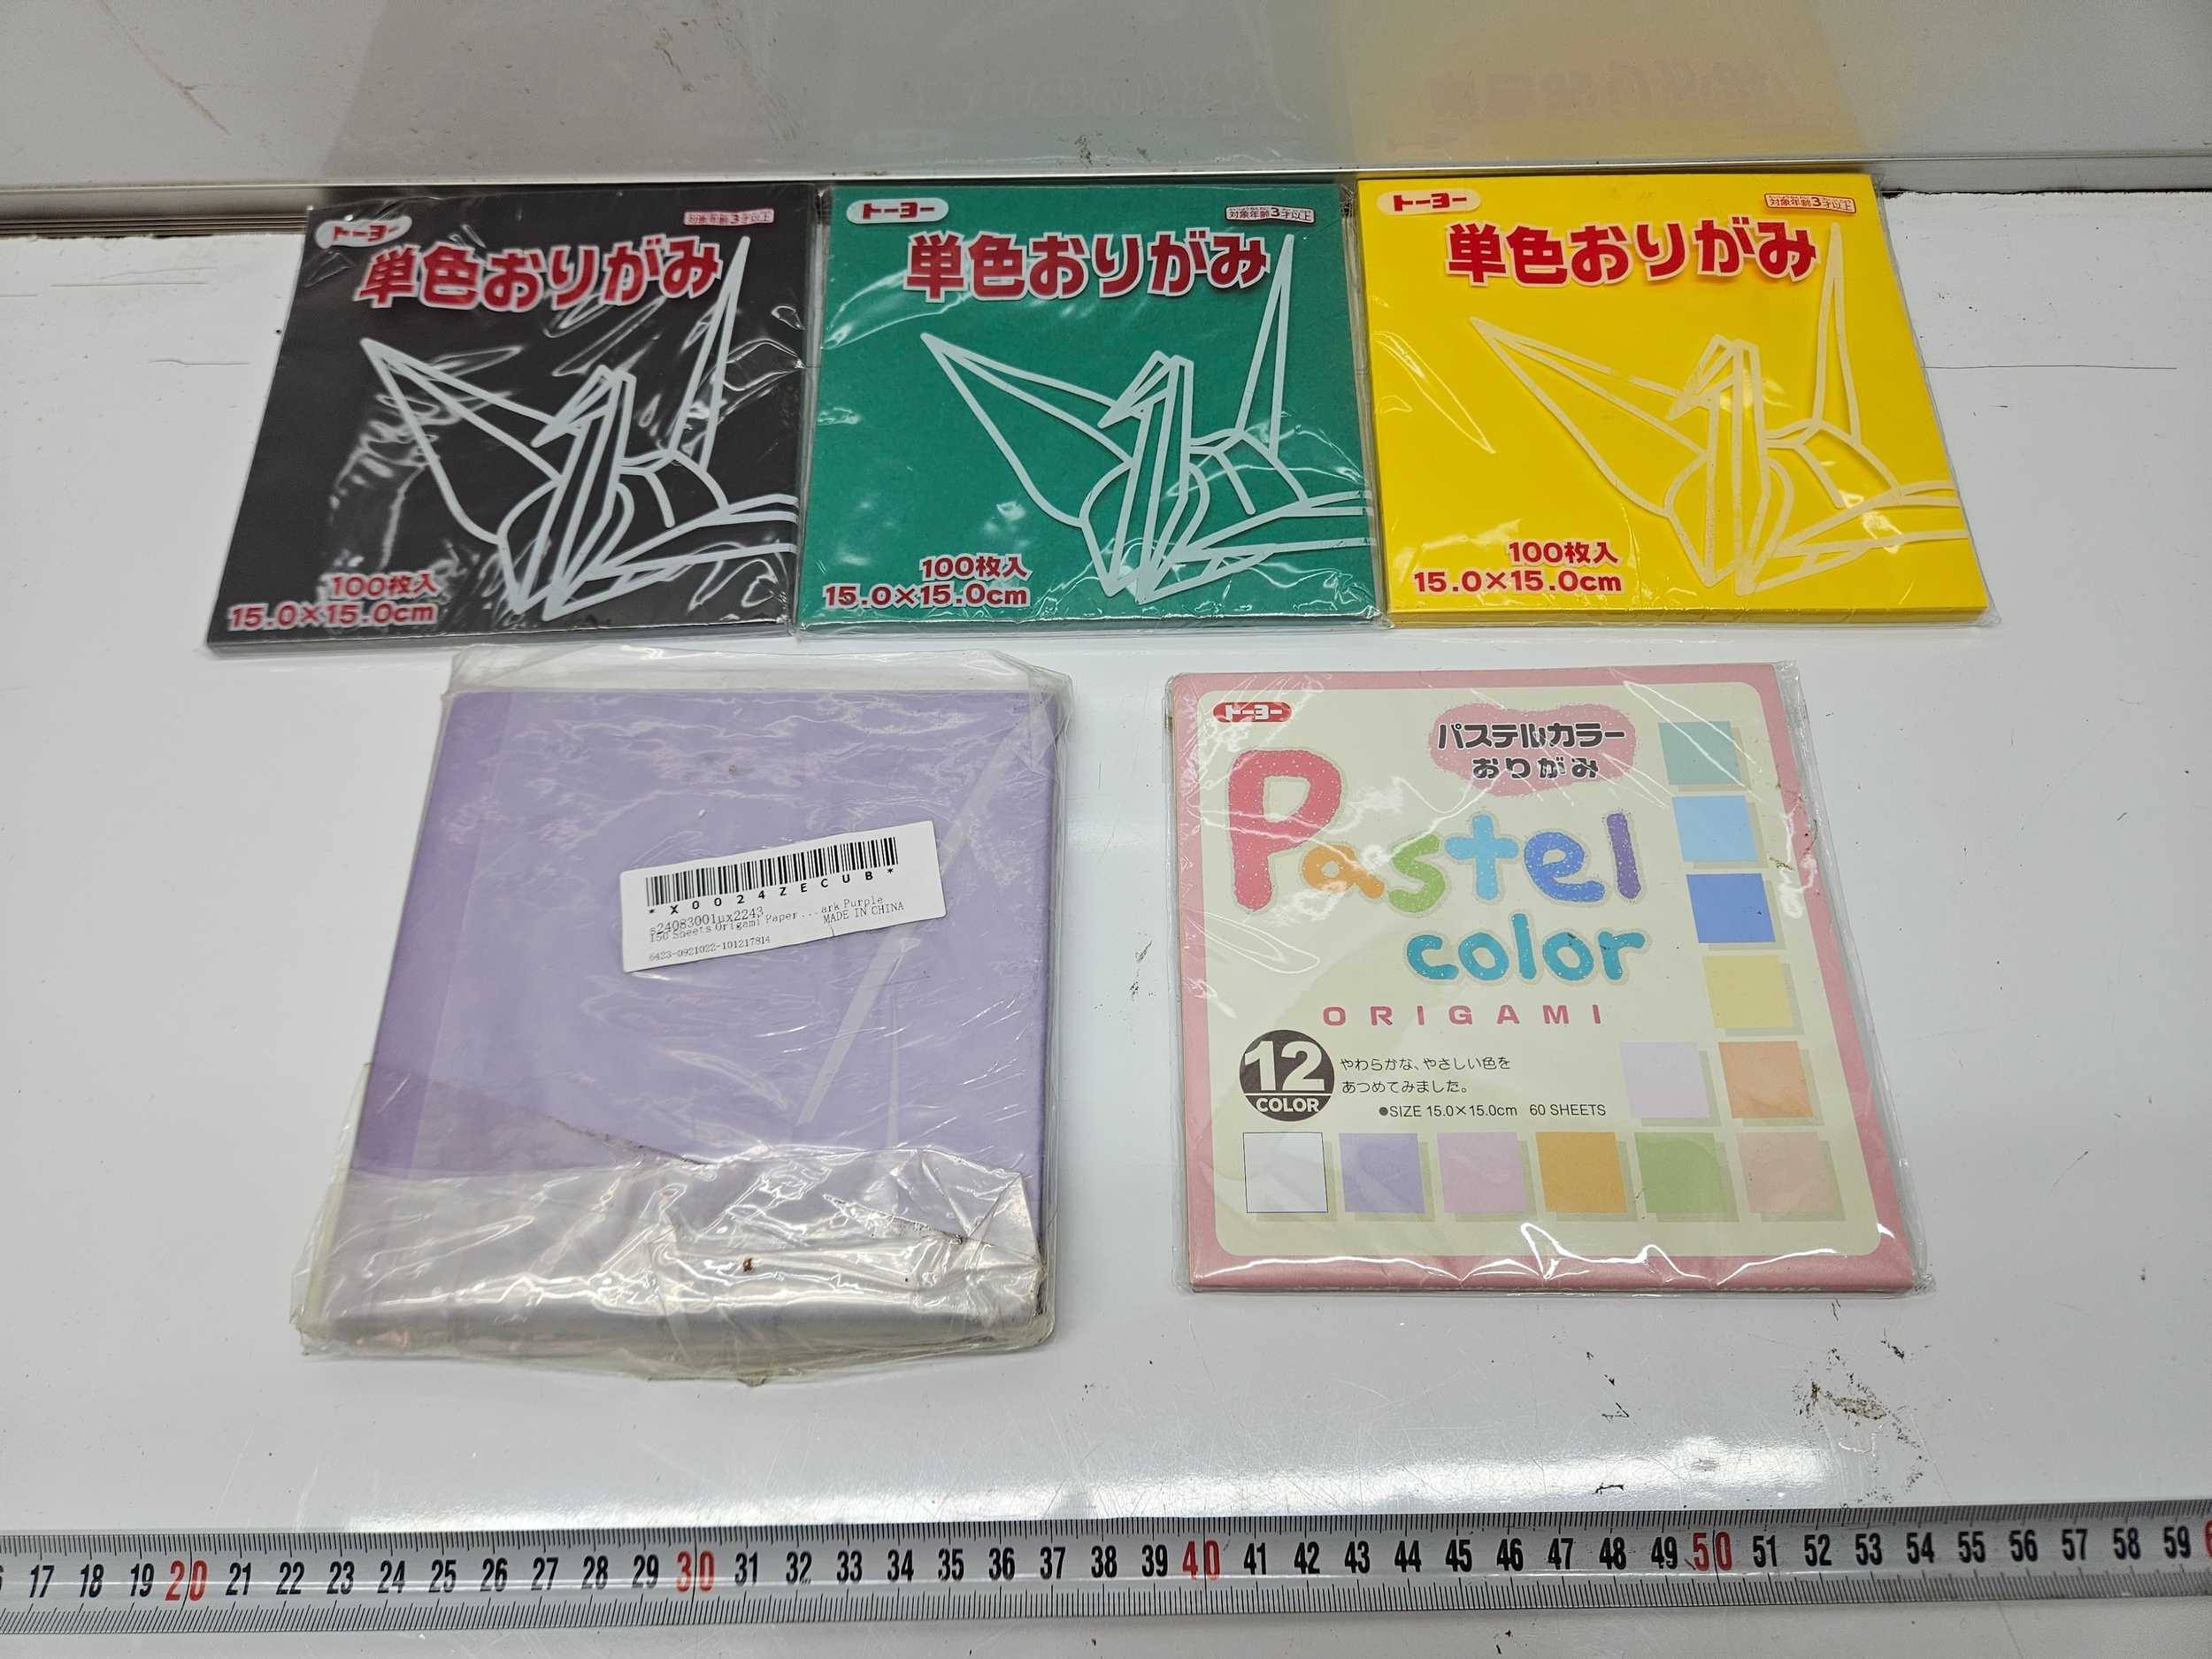 トーヨー
対象年齢3才以上
単色おりがみ
100枚入
15.0×15.0cm
トーヨー
対象年齢3才以上
単色おりがみ
100枚入
15.0×15.0cm
トーヨー
対象年齢3才以上
単色おりがみ
100枚入
15.0×15.0cm
* X 0 0 2 4 Z E C U B *
s24083001ux2243
150 Sheets Origami Paper ...ark Purple
MADE IN CHINA
6423-0921022-101217814
トーヨー
パステルカラー
おりがみ
Pastel
color
ORIGAMI
12
COLOR
やわらかな、やさしい色を
あつめてみました。
●SIZE 15.0×15.0cm 60 SHEETS
17 18 19 20 21 22 23 24 25 26 27 28 29 30 31 32 33 34 35 36 37 38 39 40 41 42 43 44 45 46 47 48 49 50 51 52 53 54 55 56 57 58 59